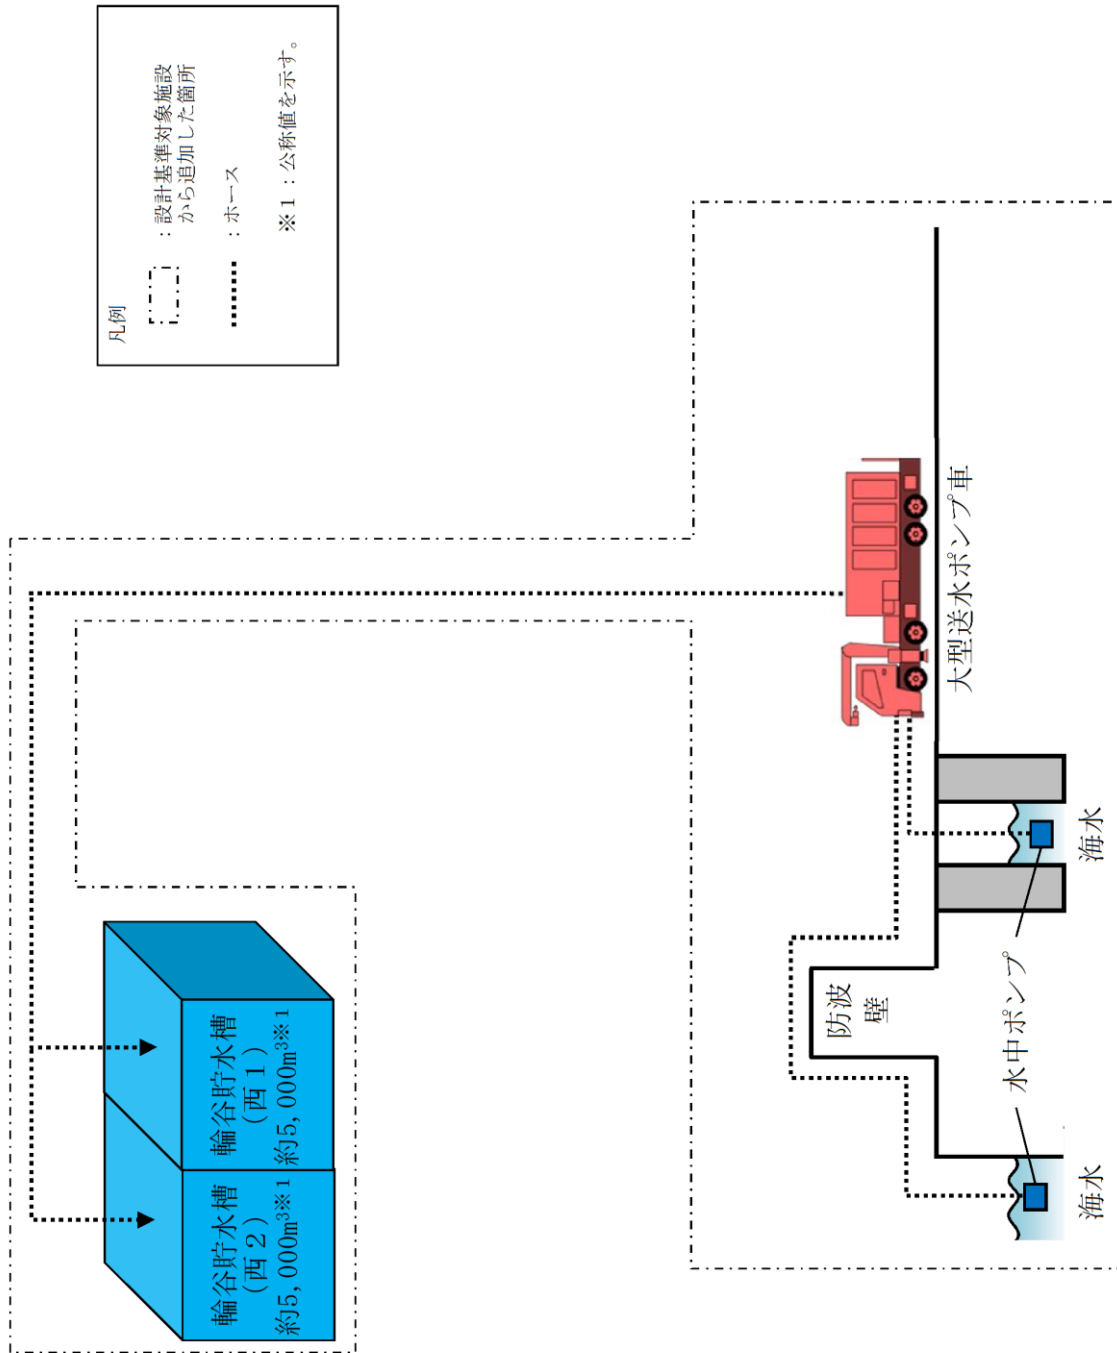 凡例
：設計基準対象施設
から追加した箇所
：ホース
※1：公称値を示す。
輪谷貯水槽
（西2）
約5,000m³※1
輪谷貯水槽
（西1）
約5,000m³※1
防波
壁
大型送水ポンプ車
水中ポンプ
海水
海水